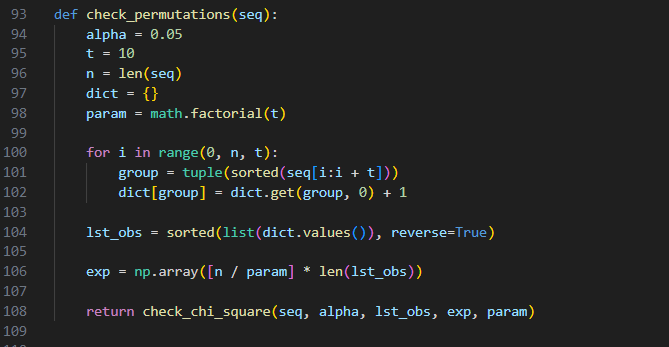 93 def check_permutations(seq):
94     alpha = 0.05
95     t = 10
96     n = len(seq)
97     dict = {}
98     param = math.factorial(t)
99
100     for i in range(0, n, t):
101         group = tuple(sorted(seq[i:i + t]))
102         dict[group] = dict.get(group, 0) + 1
103
104     lst_obs = sorted(list(dict.values()), reverse=True)
105
106     exp = np.array([n / param] * len(lst_obs))
107
108     return check_chi_square(seq, alpha, lst_obs, exp, param)
109